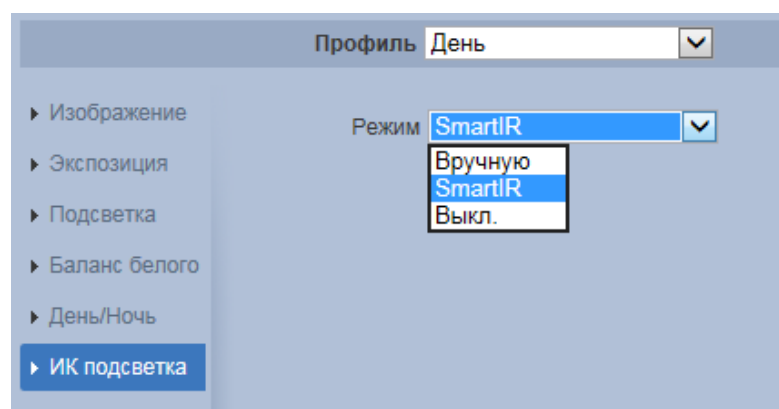 Профиль День
Изображение
Режим SmartIR
Вручную
Экспозиция
SmartIR
Подсветка
Выкл.
Баланс белого
День/Ночь
ИК подсветка